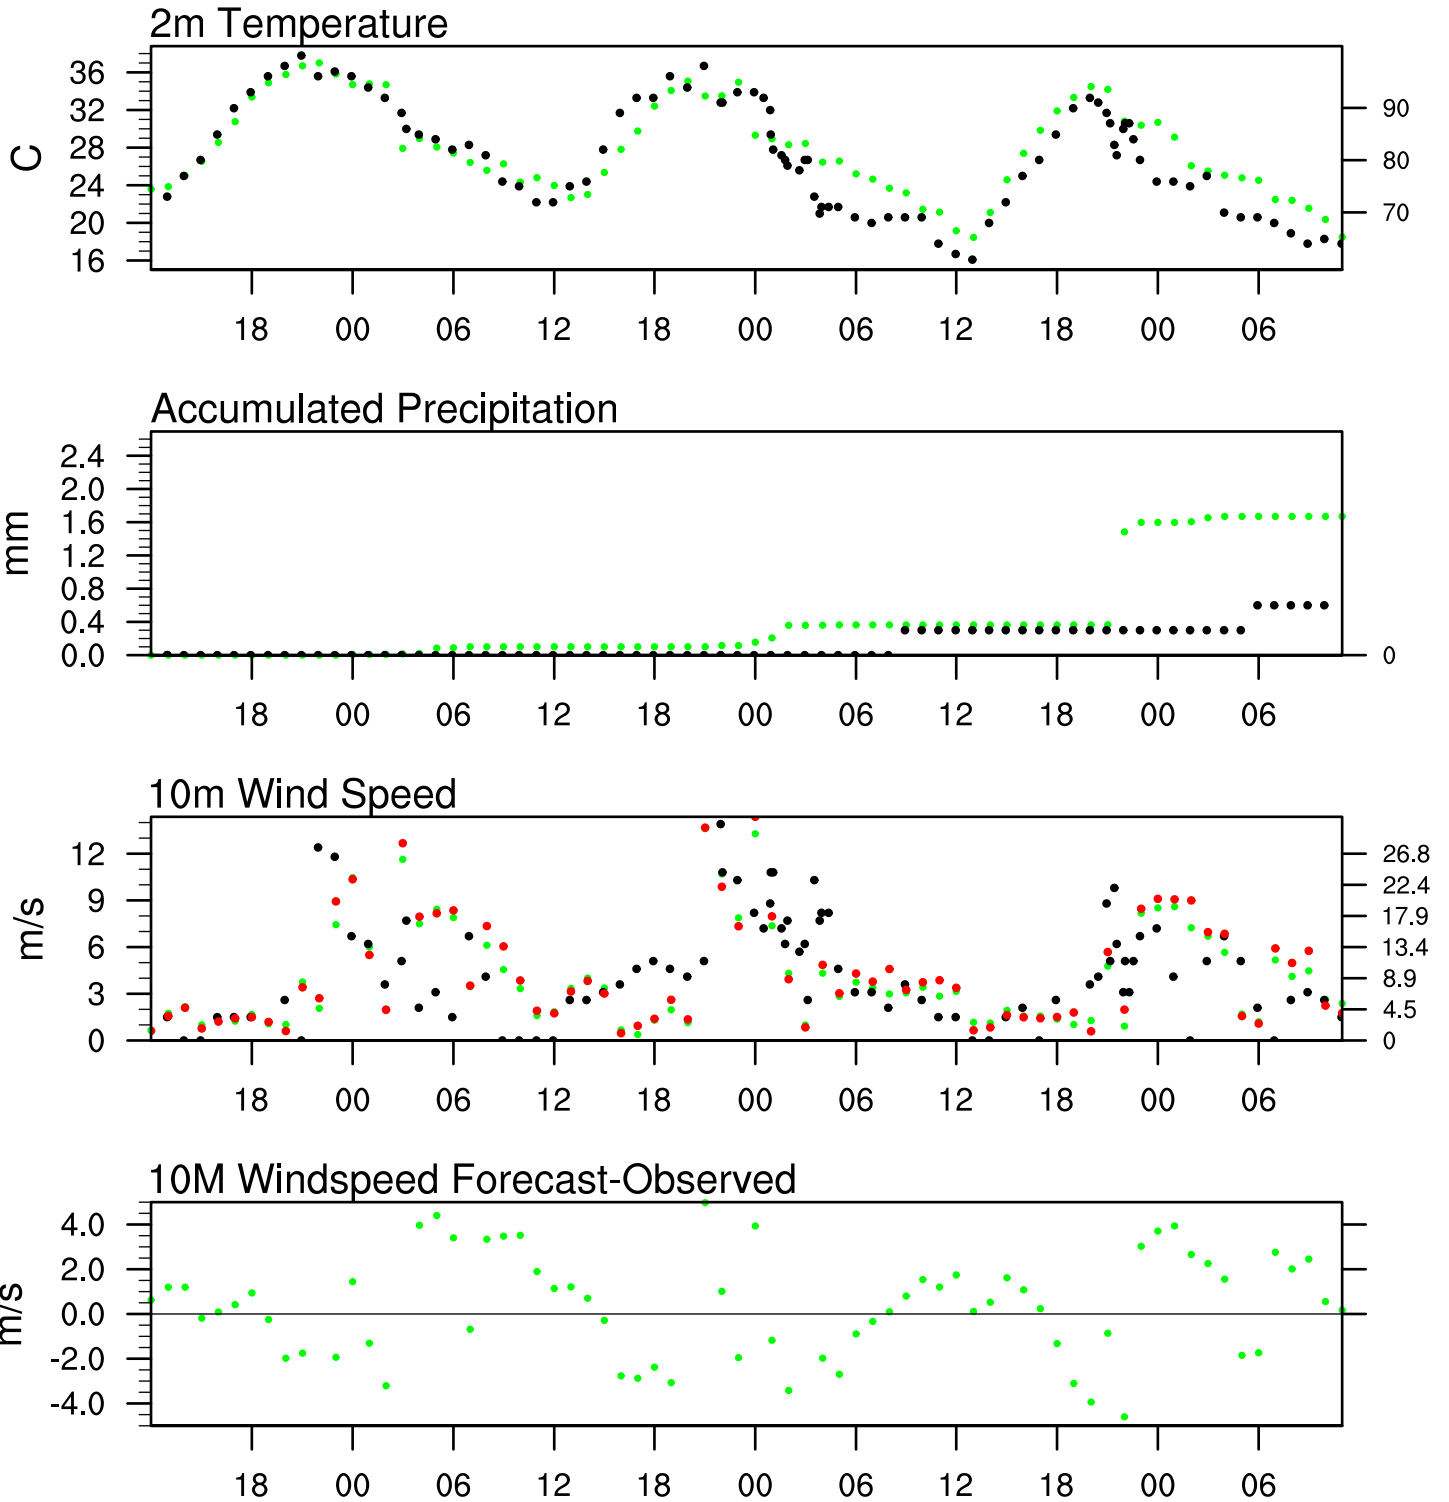 2m Temperature
C
36
32
28
24
20
16
90
80
70
18 00 06 12 18 00 06 12 18 00 06
Accumulated Precipitation
mm
2.4
2.0
1.6
1.2
0.8
0.4
0.0
0
18 00 06 12 18 00 06 12 18 00 06
10m Wind Speed
m/s
12
9
6
3
0
26.8
22.4
17.9
13.4
8.9
4.5
0
18 00 06 12 18 00 06 12 18 00 06
10M Windspeed Forecast-Observed
m/s
4.0
2.0
0.0
-2.0
-4.0
18 00 06 12 18 00 06 12 18 00 06